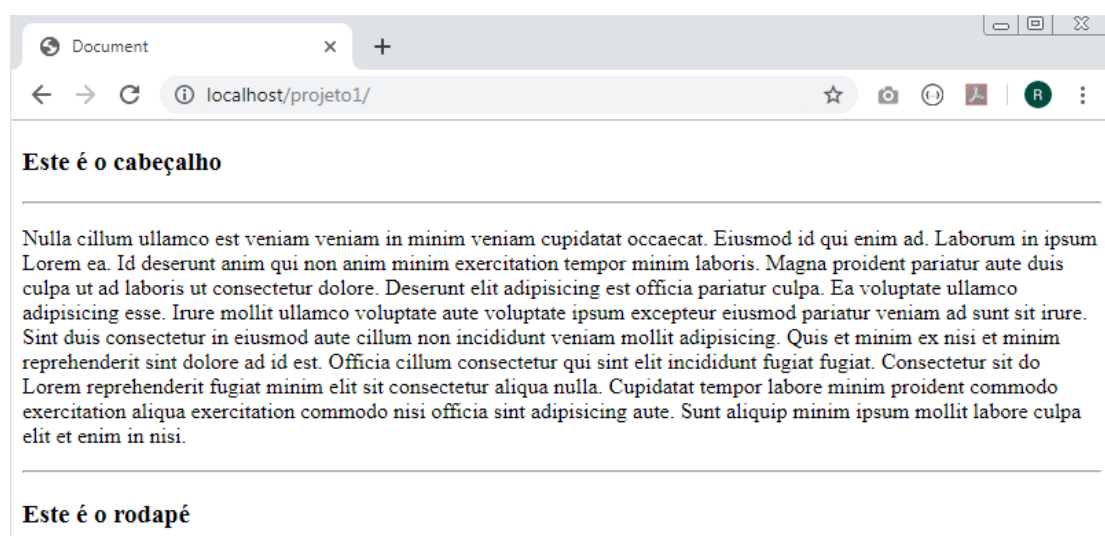 Document
localhost/projeto1/
R
Este é o cabeçalho
Nulla cillum ullamco est veniam veniam in minim veniam cupidatat occaecat. Eiusmod id qui enim ad. Laborum in ipsum
Lorem ea. Id deserunt anim qui non anim minim exercitation tempor minim laboris. Magna proident pariatur aute duis
culpa ut ad laboris ut consectetur dolore. Deserunt elit adipisicing est officia pariatur culpa. Ea voluptate ullamco
adipisicing esse. Irure mollit ullamco voluptate aute voluptate ipsum excepteur eiusmod pariatur veniam ad sunt sit irure.
Sint duis consectetur in eiusmod aute cillum non incididunt veniam mollit adipisicing. Quis et minim ex nisi et minim
reprehenderit sint dolore ad id est. Officia cillum consectetur qui sint elit incididunt fugiat fugiat. Consectetur sit do
Lorem reprehenderit fugiat minim elit sit consectetur aliqua nulla. Cupidatat tempor labore minim proident commodo
exercitation aliqua exercitation commodo nisi officia sint adipisicing aute. Sunt aliquip minim ipsum mollit labore culpa
elit et enim in nisi.
Este é o rodapé